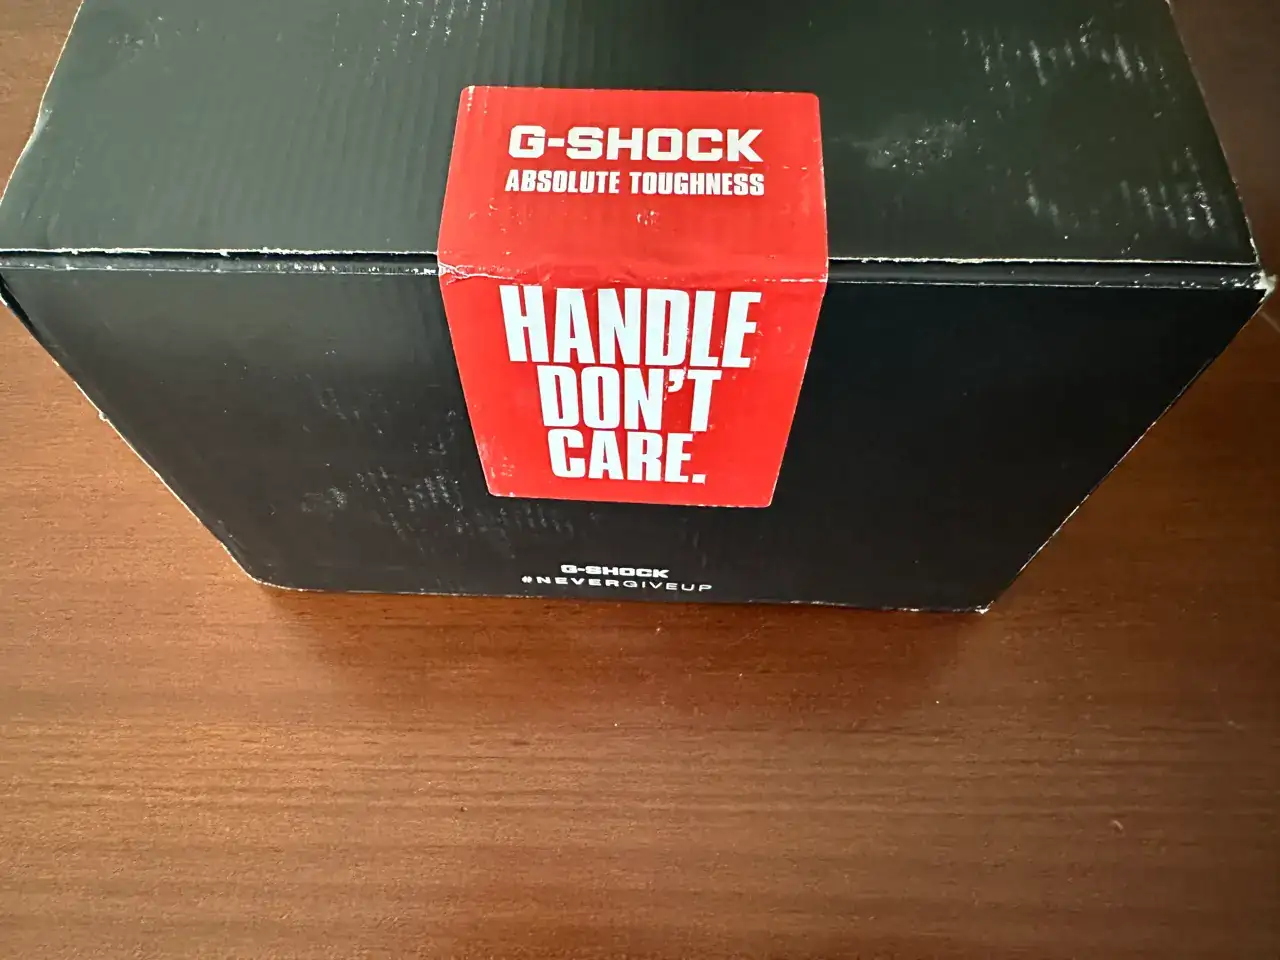 G-SHOCK
ABSOLUTE TOUGHNESS
HANDLE
DON'T
CARE.
G-SHOCK
#NEVERGIVEUP